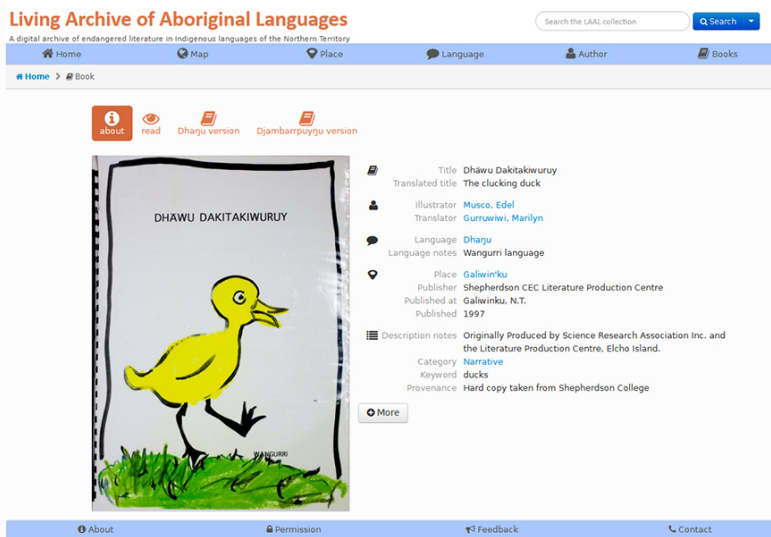 Living Archive of Aboriginal Languages
A digital archive of endangered literature in Indigenous languages of the Northern Territory
Search the LAAL collection
Search
Home Map Place Language Author Books
Home > Book
about read Dhaŋu version Djambarrpuyŋu version
DHÄWU DAKITAKIWURUY
WANGURRI
Title Dhäwu Dakitakiwuruy
Translated title The clucking duck
Illustrator Musco, Edel
Translator Gurruwiwi, Marilyn
Language Dhaŋu
Language notes Wangurri language
Place Galiwin'ku
Publisher Shepherdson CEC Literature Production Centre
Published at Galiwinku, N.T.
Published 1997
Description notes Originally Produced by Science Research Association Inc. and
the Literature Production Centre, Elcho Island.
Category Narrative
Keyword ducks
Provenance Hard copy taken from Shepherdson College
More
About Permission Feedback Contact